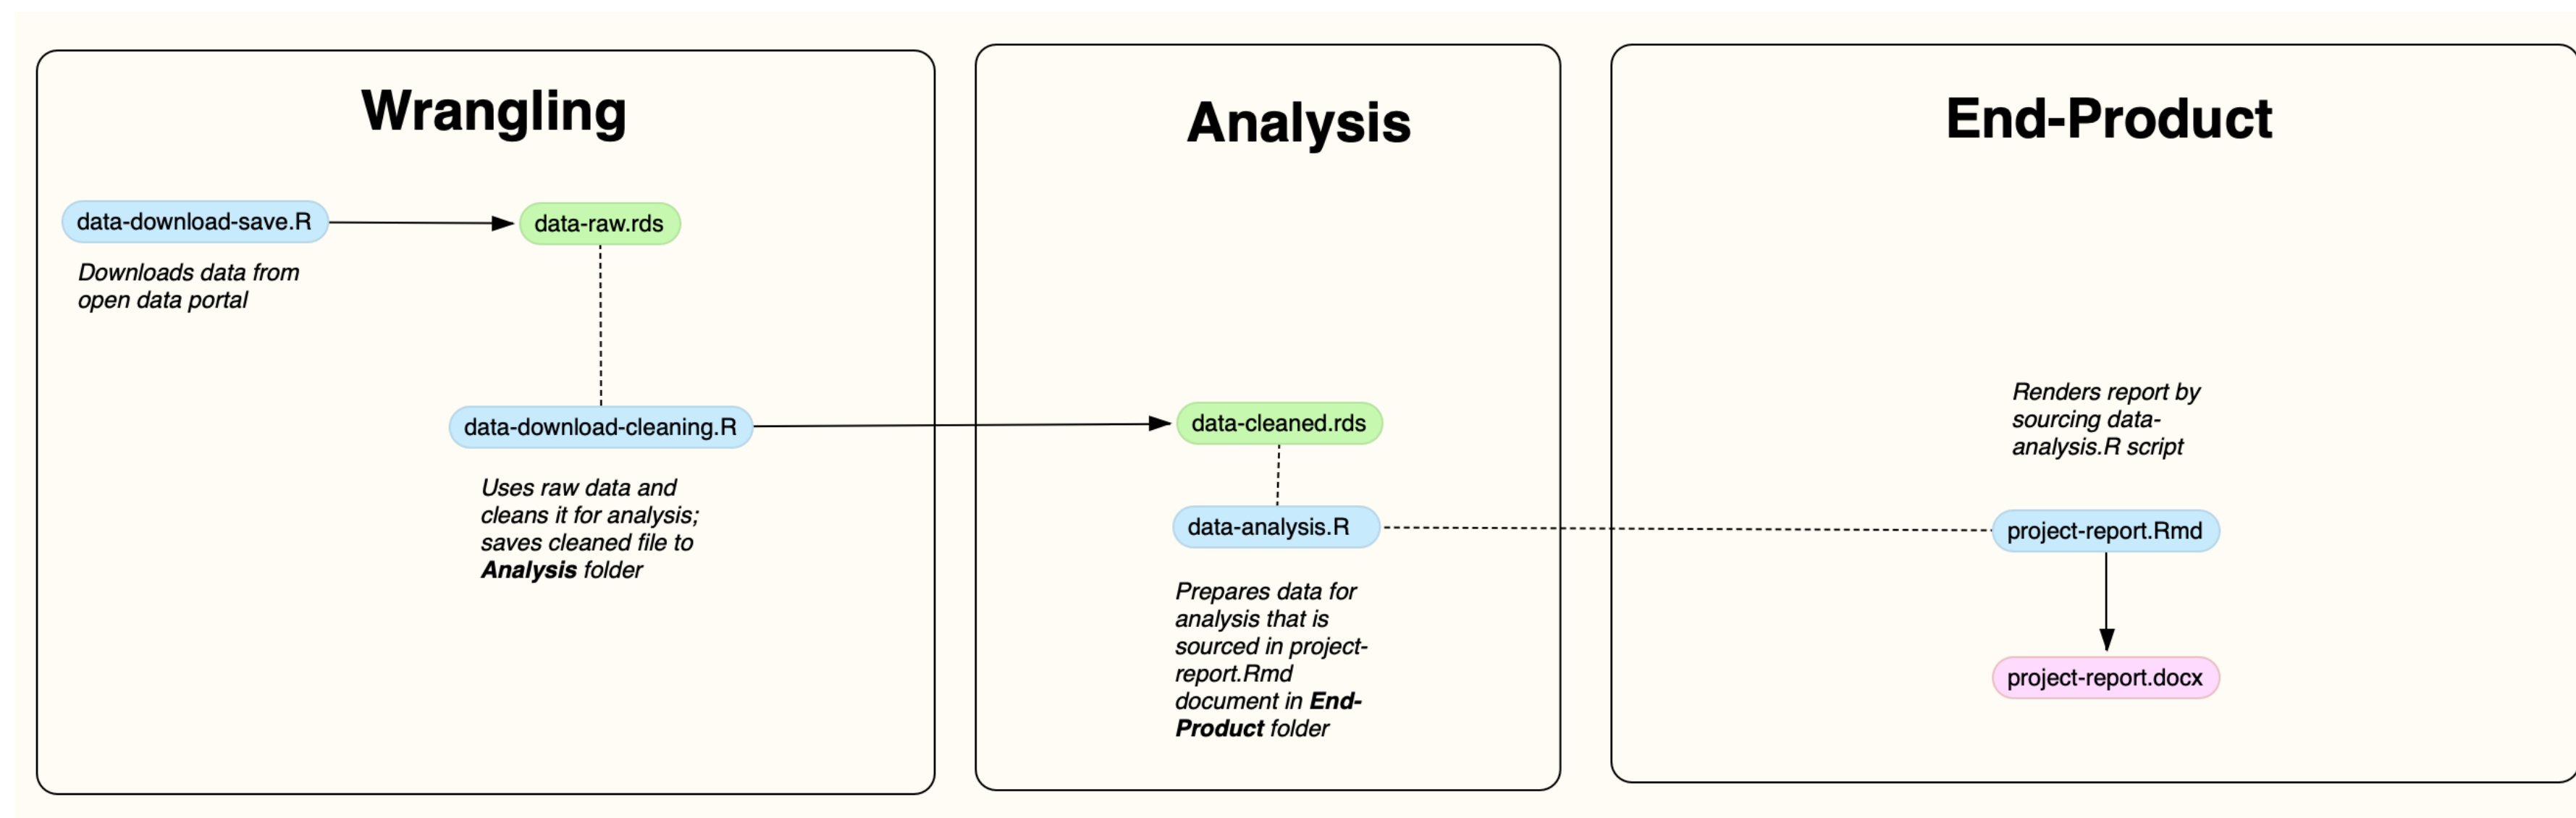 Wrangling
data-download-save.R
data-raw.rds
Downloads data from
open data portal
data-download-cleaning.R
Uses raw data and
cleans it for analysis;
saves cleaned file to
Analysis folder
Analysis
data-cleaned.rds
data-analysis.R
Prepares data for
analysis that is
sourced in project-
report.Rmd
document in End-
Product folder
End-Product
Renders report by
sourcing data-
analysis.R script
project-report.Rmd
project-report.docx